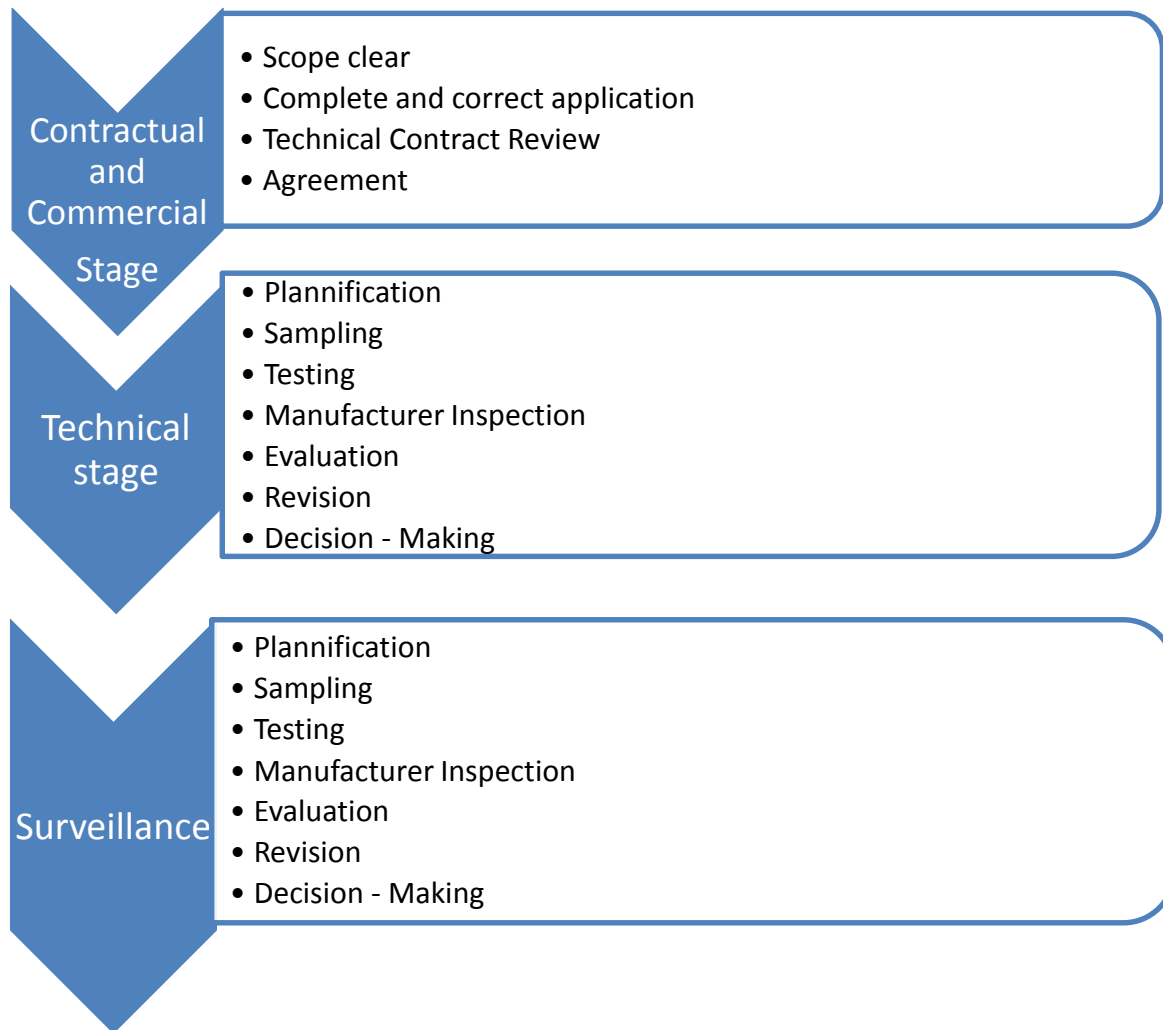 Contractual
and
Commercial
Stage
• Scope clear
• Complete and correct application
• Technical Contract Review
• Agreement
Technical
stage
• Plannification
• Sampling
• Testing
• Manufacturer Inspection
• Evaluation
• Revision
• Decision - Making
Surveillance
• Plannification
• Sampling
• Testing
• Manufacturer Inspection
• Evaluation
• Revision
• Decision - Making